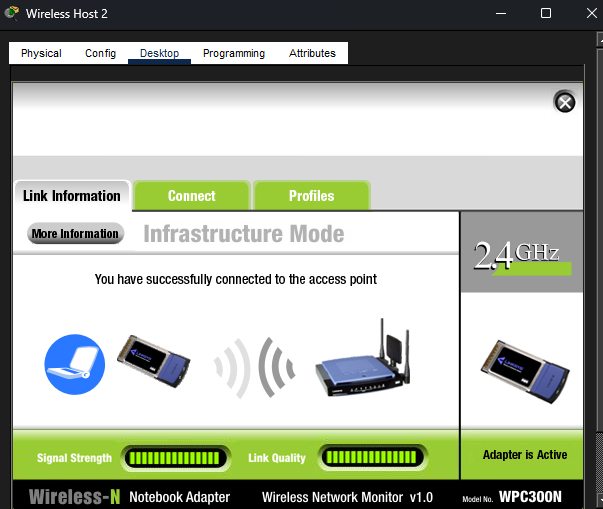 Wireless Host 2
Physical Config Desktop Programming Attributes
Link Information Connect Profiles
More Information Infrastructure Mode
2.4GHz
You have successfully connected to the access point
Signal Strength Link Quality Adapter is Active
Wireless-N Notebook Adapter Wireless Network Monitor v1.0 Model No. WPC300N